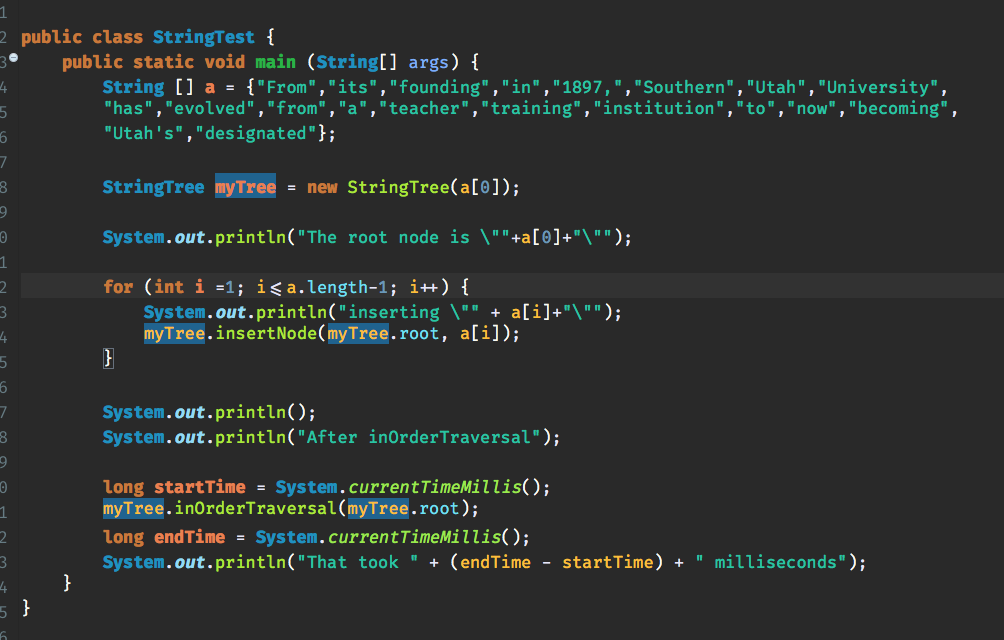 1
2 public class StringTest {
3 public static void main (String[] args) {
4 String [] a = {"From","its","founding","in","1897,","Southern","Utah","University",
5 "has","evolved","from","a","teacher","training","institution","to","now","becoming",
6 "Utah's","designated"};
7
8 StringTree myTree = new StringTree(a[0]);
9
0 System.out.println("The root node is \""+a[0]+"\"");
1
2 for (int i =1; i<=a.length-1; i++) {
3 System.out.println("inserting \"" + a[i]+"\"");
4 myTree.insertNode(myTree.root, a[i]);
5 }
6
7 System.out.println();
8 System.out.println("After inOrderTraversal");
9
0 long startTime = System.currentTimeMillis();
1 myTree.inOrderTraversal(myTree.root);
2 long endTime = System.currentTimeMillis();
3 System.out.println("That took " + (endTime - startTime) + " milliseconds");
4 }
5 }
6